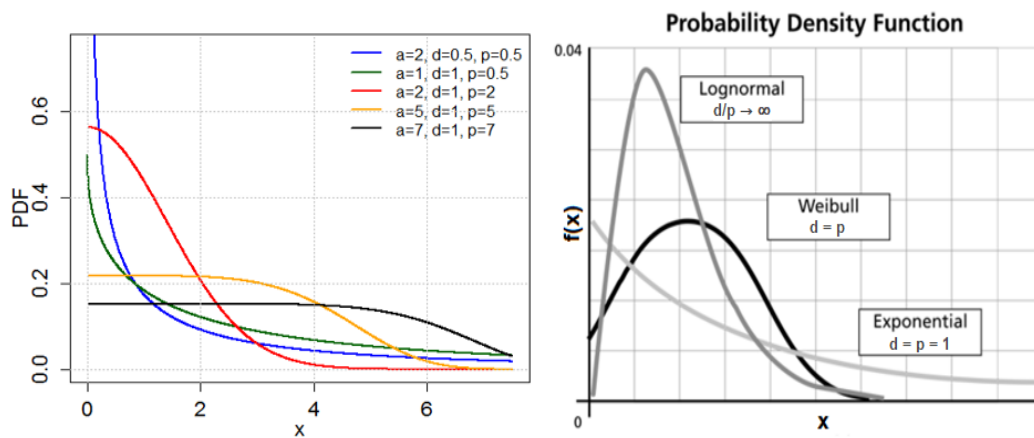 PDF
0.0
0.2
0.4
0.6
0
2
4
6
x
a=2, d=0.5, p=0.5
a=1, d=1, p=0.5
a=2, d=1, p=2
a=5, d=1, p=5
a=7, d=1, p=7
Probability Density Function
0.04
f(x)
Lognormal
d/p → ∞
Weibull
d = p
Exponential
d = p = 1
0
x